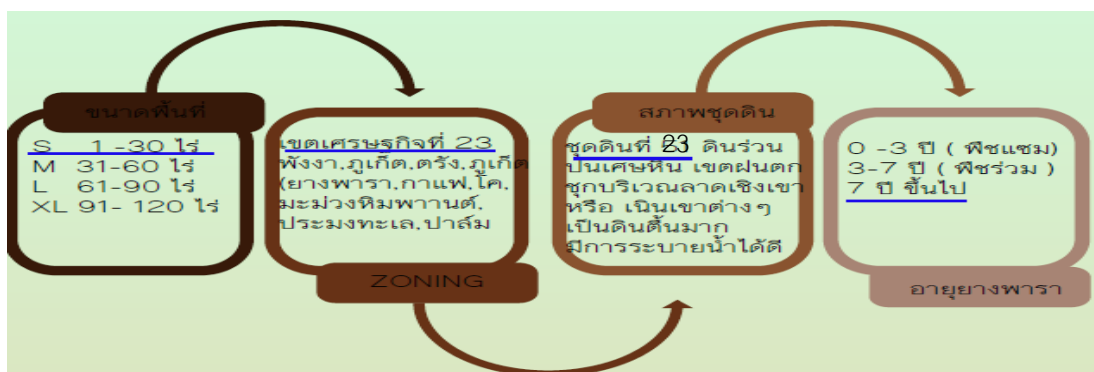 ขนาดพื้นที่
S 1 -30 ไร่
M 31-60 ไร่
L 61-90 ไร่
XL 91- 120 ไร่
เขตเศรษฐกิจที่ 23
พังงา,ภูเก็ต,ตรัง,ภูเก็ต
(ยางพารา,กาแฟ,โค,
มะม่วงหิมพาานต์,
ประมงทะเล,ปาล์ม
ZONING
สภาพชุดดิน
ชุดดินที่ 23 ดินร่วน
ปนเศษหิน เขตฝนตก
ชุกบริเวณลาดเชิงเขา
หรือ เนินเขาต่างๆ
เป็นดินตื้นมาก
มีการระบายน้ำได้ดี
0 -3 ปี ( พืชแซม)
3-7 ปี ( พืชร่วม )
7 ปี ขึ้นไป
อายุยางพารา